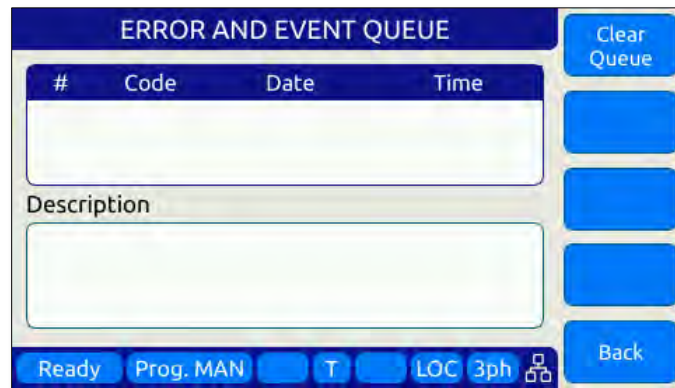 ERROR AND EVENT QUEUE
Clear
Queue
# Code Date Time
Description
Ready Prog. MAN T LOC 3ph
Back